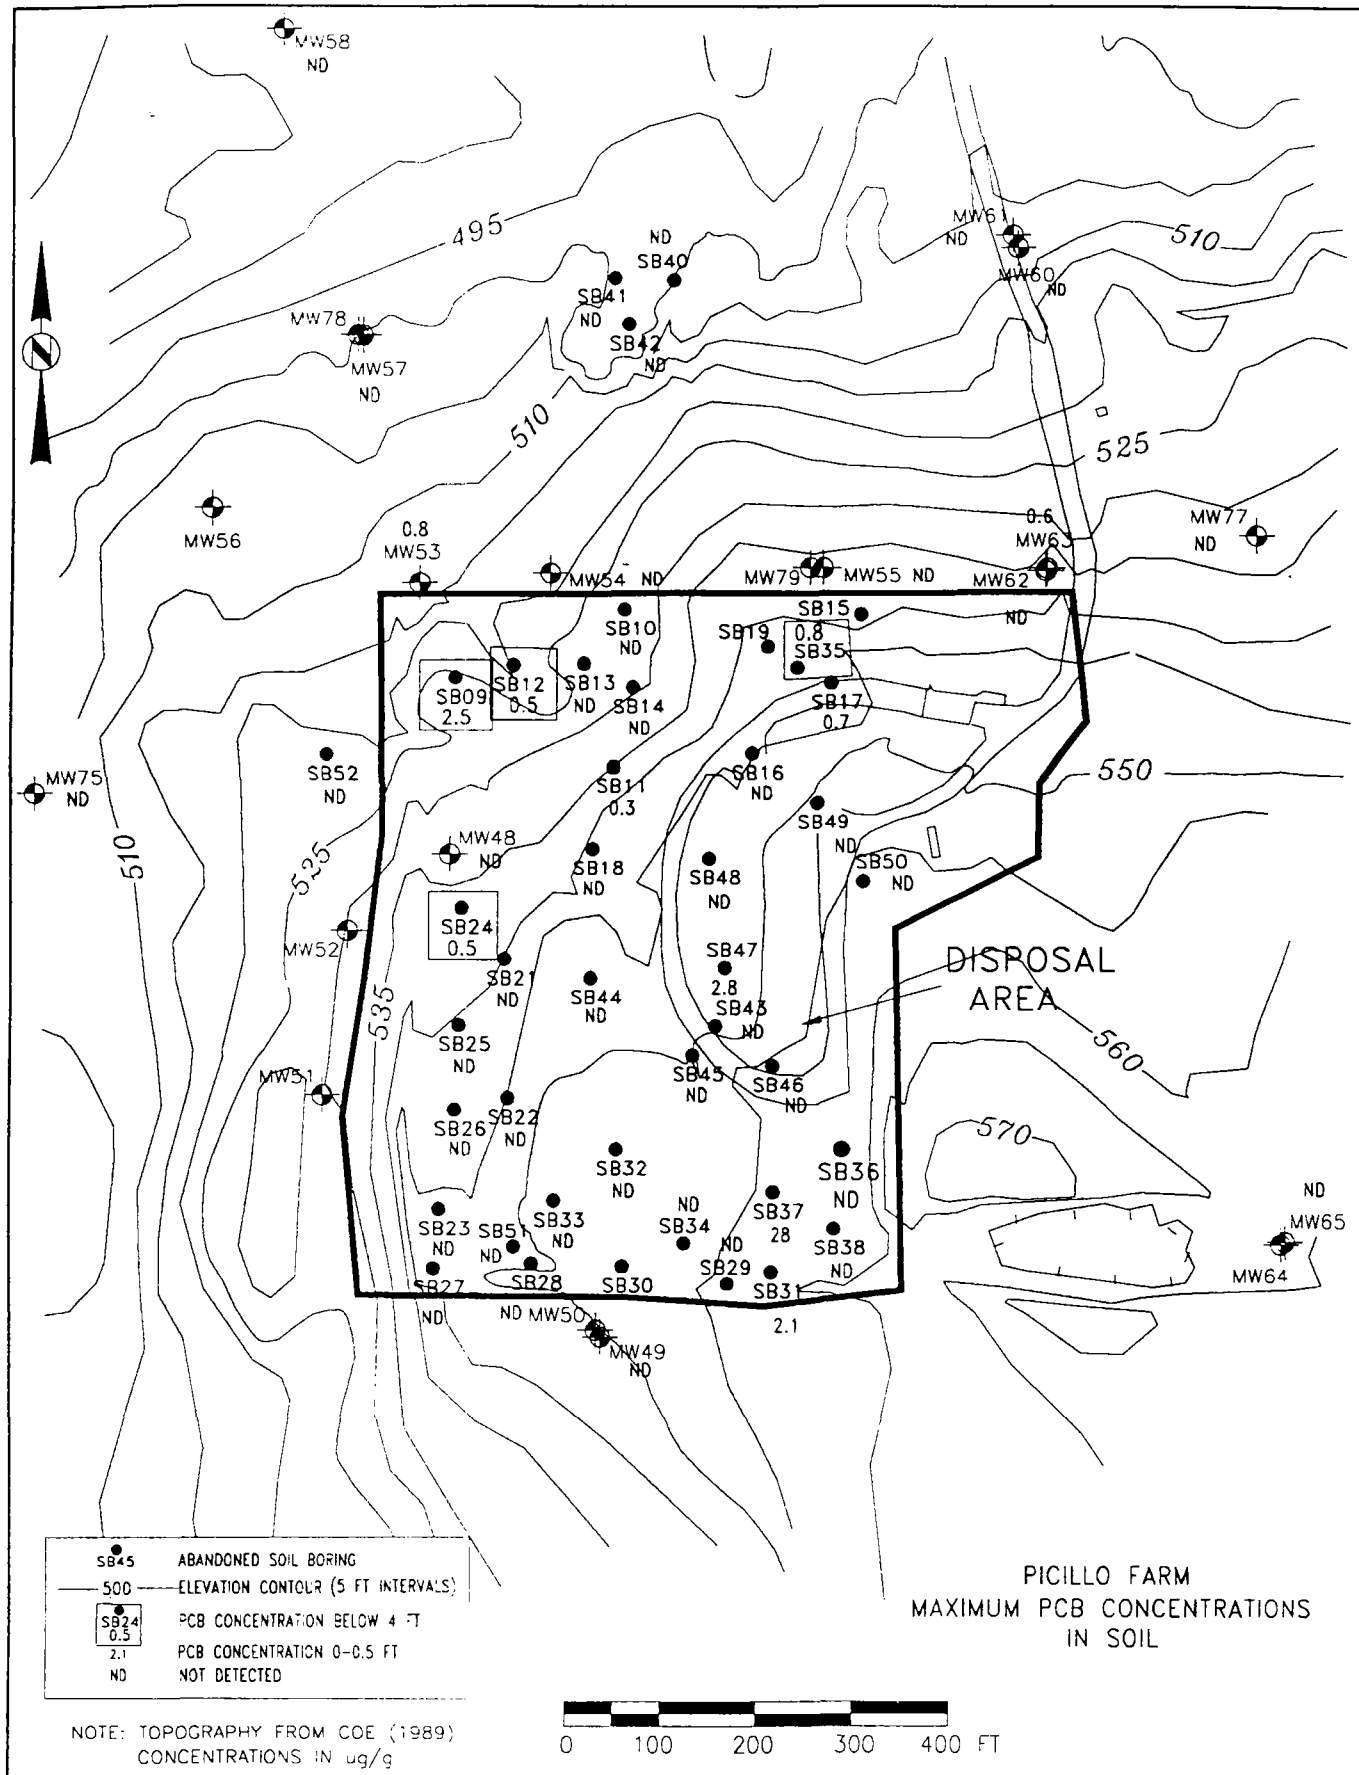 MW58
ND
495
MW61
ND
510
MW60
ND
ND
SB40
SB41
ND
SB42
ND
MW78
MW57
ND
510
525
MW56
0.8
MW53
MW54 ND
MW79
MW55 ND
0.6
MW63
MW62
ND
MW77
ND
SB10
ND
SB15
SB19
0.8
SB35
SB09
2.5
SB12
0.5
SB13
ND
SB14
ND
SB17
0.7
SB52
ND
MW75
ND
SB11
0.3
SB16
ND
550
SB49
ND
510
525
MW48
ND
SB18
ND
SB48
ND
SB50
ND
MW52
SB24
0.5
SB21
ND
SB44
ND
SB47
2.8
SB43
ND
DISPOSAL
AREA
535
SB25
ND
SB45
ND
SB46
ND
560
MW51
SB26
ND
SB22
ND
570
SB32
ND
SB36
ND
SB37
28
ND
SB34
SB33
ND
SB23
ND
SB51
ND
SB38
ND
ND
MW65
MW64
SB27
ND
SB28
ND
SB30
ND
SB29
SB31
2.1
MW50
MW49
ND
SB45 ABANDONED SOIL BORING
500 ELEVATION CONTOUR (5 FT INTERVALS)
SB24
0.5 PCB CONCENTRATION BELOW 4 FT
2.1 PCB CONCENTRATION 0-0.5 FT
ND NOT DETECTED
NOTE: TOPOGRAPHY FROM COE (1989)
CONCENTRATIONS IN ug/g
0 100 200 300 400 FT
PICILLO FARM
MAXIMUM PCB CONCENTRATIONS
IN SOIL